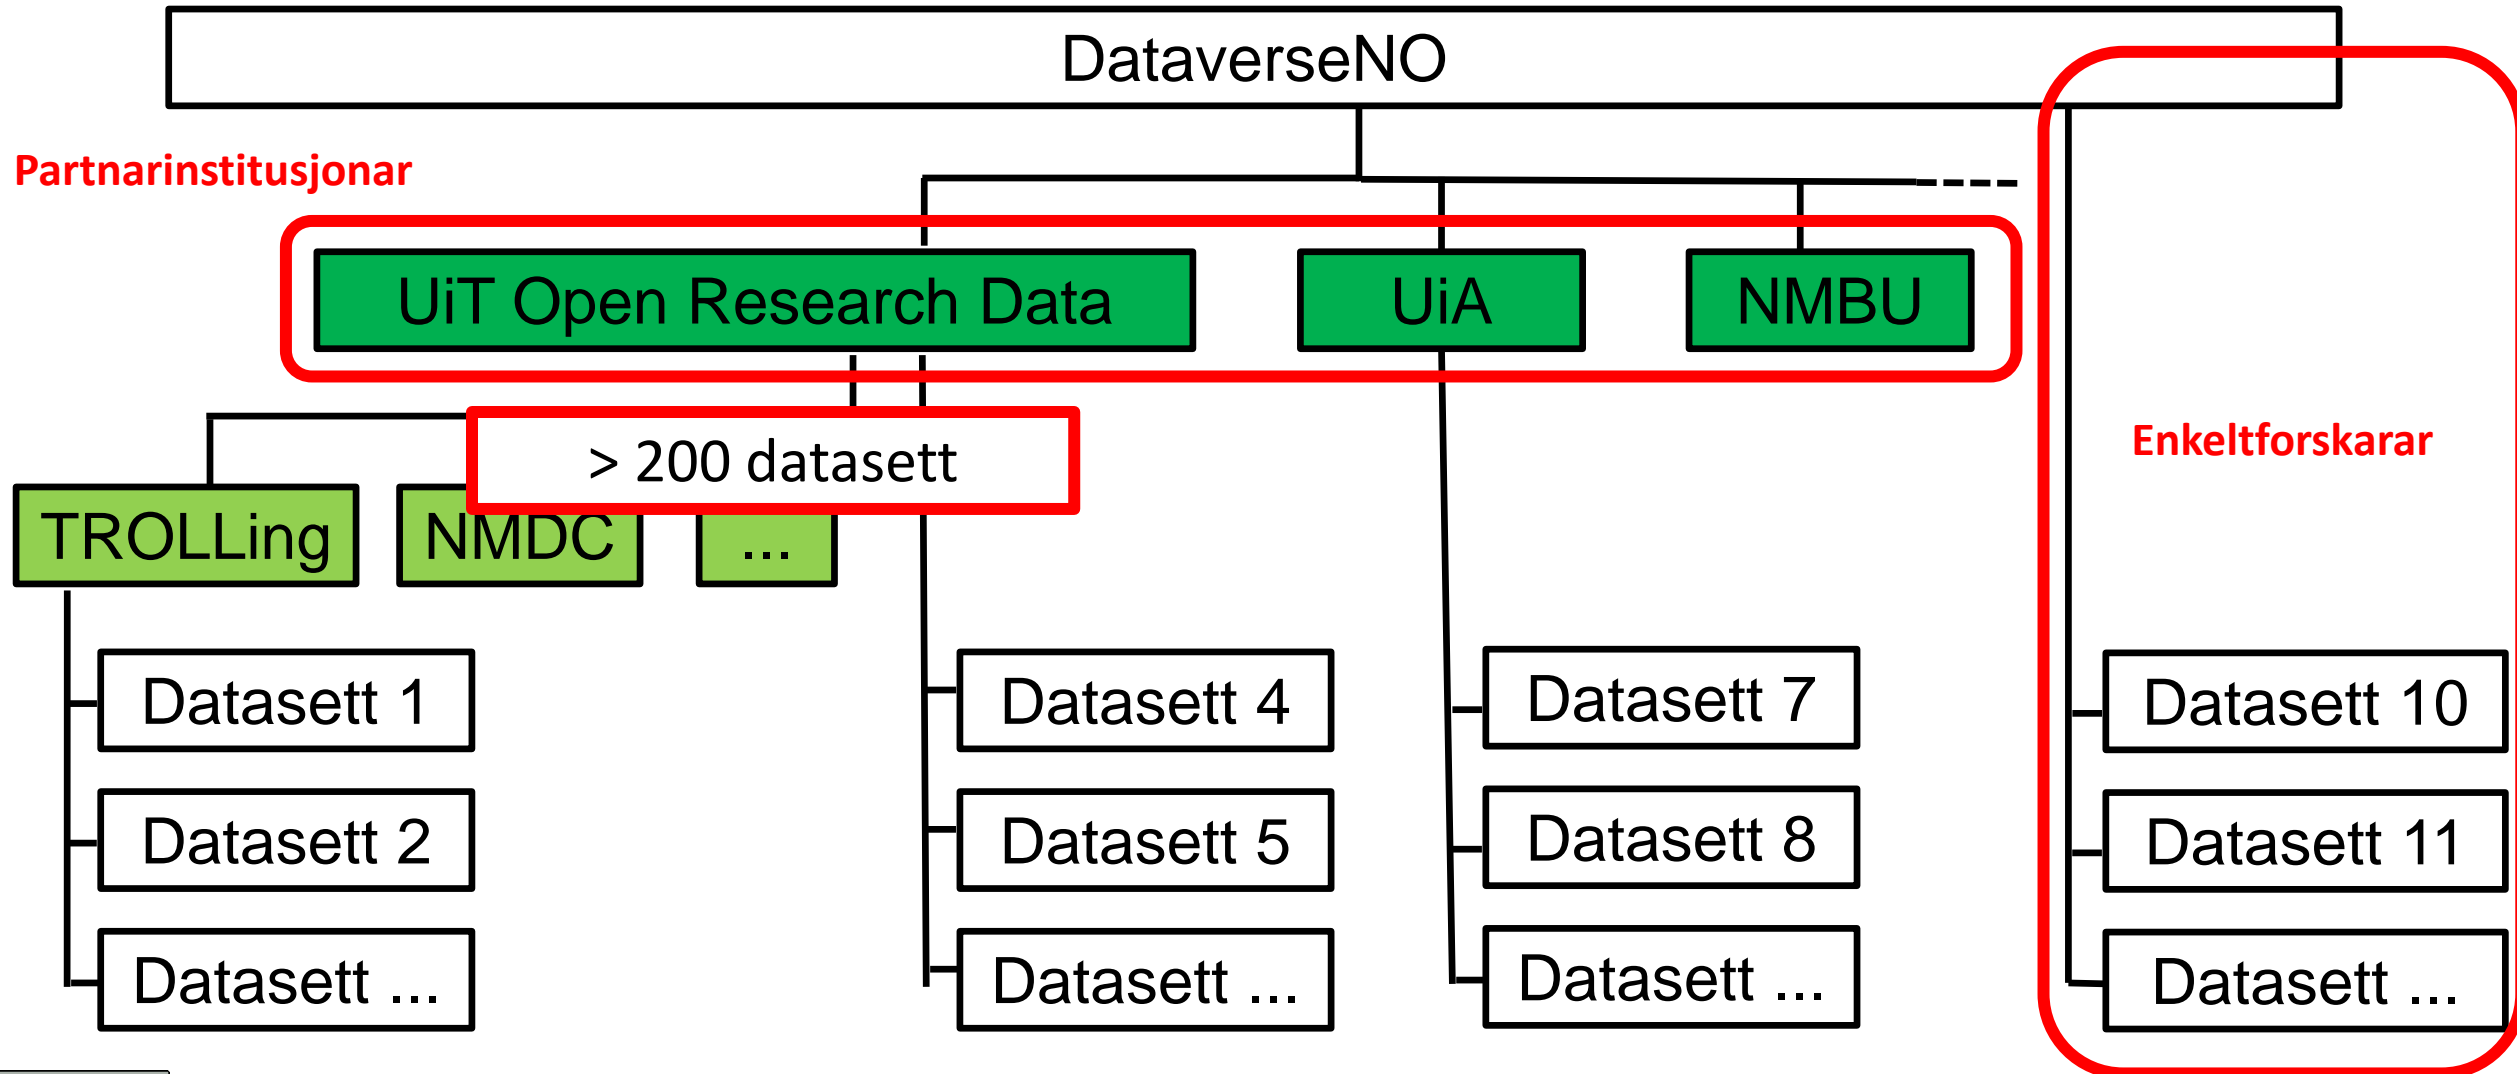 DataverseNO
Partnarinstitusjonar
UiT Open Research Data
UiA
NMBU
> 200 datasett
Enkeltforskarar
TROLLing
NMDC
...
Datasett 1
Datasett 4
Datasett 7
Datasett 10
Datasett 2
Datasett 5
Datasett 8
Datasett 11
Datasett ...
Datasett ...
Datasett ...
Datasett ...